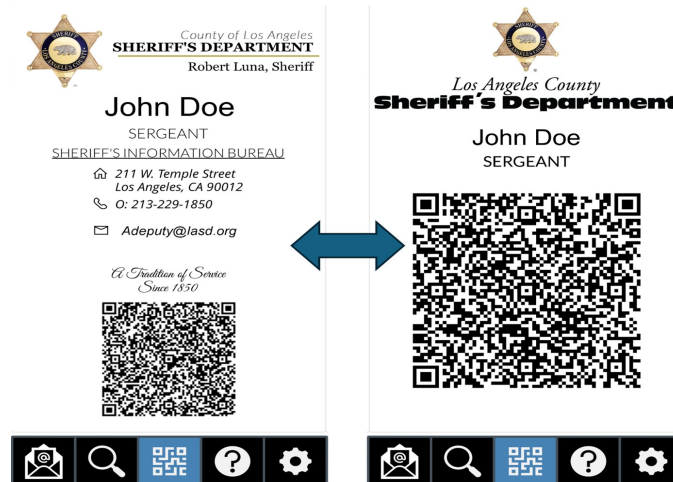 County of Los Angeles
SHERIFF'S DEPARTMENT
Robert Luna, Sheriff
John Doe
SERGEANT
SHERIFF'S INFORMATION BUREAU
211 W. Temple Street
Los Angeles, CA 90012
O: 213-229-1850
Adeputy@lasd.org
A Tradition of Service
Since 1850
Los Angeles County
Sheriff's Department
John Doe
SERGEANT